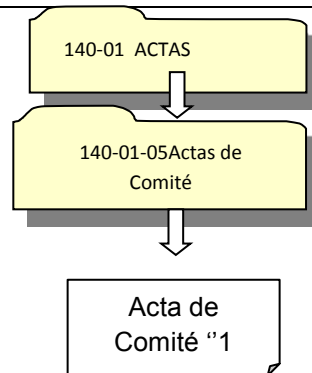 140-01 ACTAS
140-01-05Actas de
Comité
Acta de
Comité ‘’1